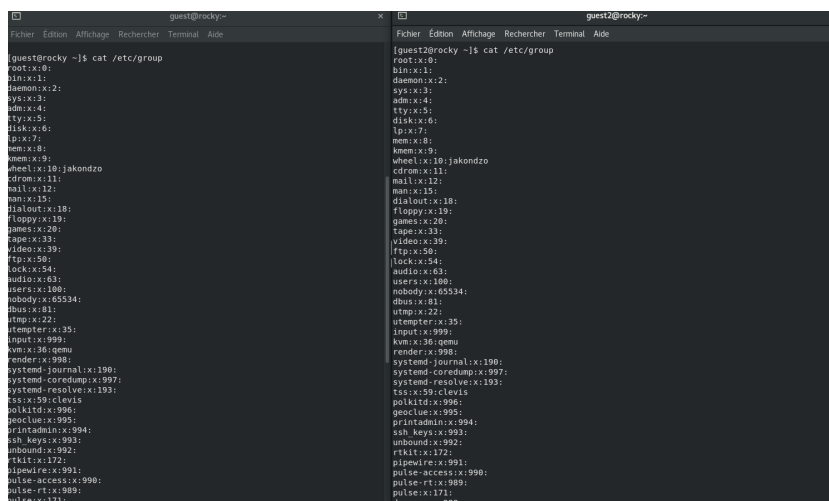 guest@rocky:~
Fichier Édition Affichage Rechercher Terminal Aide
[guest@rocky ~]$ cat /etc/group
root:x:0:
bin:x:1:
daemon:x:2:
sys:x:3:
adm:x:4:
tty:x:5:
disk:x:6:
lp:x:7:
mem:x:8:
kmem:x:9:
wheel:x:10:jakondzo
cdrom:x:11:
mail:x:12:
man:x:15:
dialout:x:18:
floppy:x:19:
games:x:20:
tape:x:33:
video:x:39:
ftp:x:50:
lock:x:54:
audio:x:63:
users:x:100:
nobody:x:65534:
dbus:x:81:
utmp:x:22:
utempter:x:35:
input:x:999:
kvm:x:36:qemu
render:x:998:
systemd-journal:x:190:
systemd-coredump:x:997:
systemd-resolve:x:193:
tss:x:59:clevis
polkitd:x:996:
geoclue:x:995:
printadmin:x:994:
ssh_keys:x:993:
unbound:x:992:
rtkit:x:172:
pipewire:x:991:
pulse-access:x:990:
pulse-rt:x:989:
pulse:x:171:
guest2@rocky:~
Fichier Édition Affichage Rechercher Terminal Aide
[guest2@rocky ~]$ cat /etc/group
root:x:0:
bin:x:1:
daemon:x:2:
sys:x:3:
adm:x:4:
tty:x:5:
disk:x:6:
lp:x:7:
mem:x:8:
kmem:x:9:
wheel:x:10:jakondzo
cdrom:x:11:
mail:x:12:
man:x:15:
dialout:x:18:
floppy:x:19:
games:x:20:
tape:x:33:
video:x:39:
ftp:x:50:
lock:x:54:
audio:x:63:
users:x:100:
nobody:x:65534:
dbus:x:81:
utmp:x:22:
utempter:x:35:
input:x:999:
kvm:x:36:qemu
render:x:998:
systemd-journal:x:190:
systemd-coredump:x:997:
systemd-resolve:x:193:
tss:x:59:clevis
polkitd:x:996:
geoclue:x:995:
printadmin:x:994:
ssh_keys:x:993:
unbound:x:992:
rtkit:x:172:
pipewire:x:991:
pulse-access:x:990:
pulse-rt:x:989:
pulse:x:171: